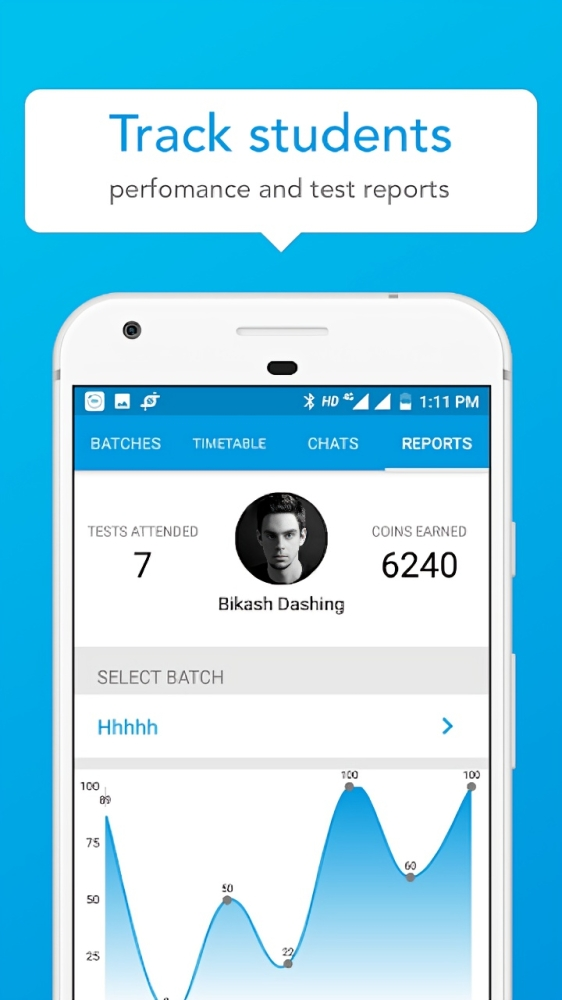 Track students
perfomance and test reports
HD 4G 1:11 PM
BATCHES TIMETABLE CHATS REPORTS
TESTS ATTENDED
7
COINS EARNED
6240
Bikash Dashing
SELECT BATCH
Hhhhh
100
89
75
50
25
50
22
100
60
100